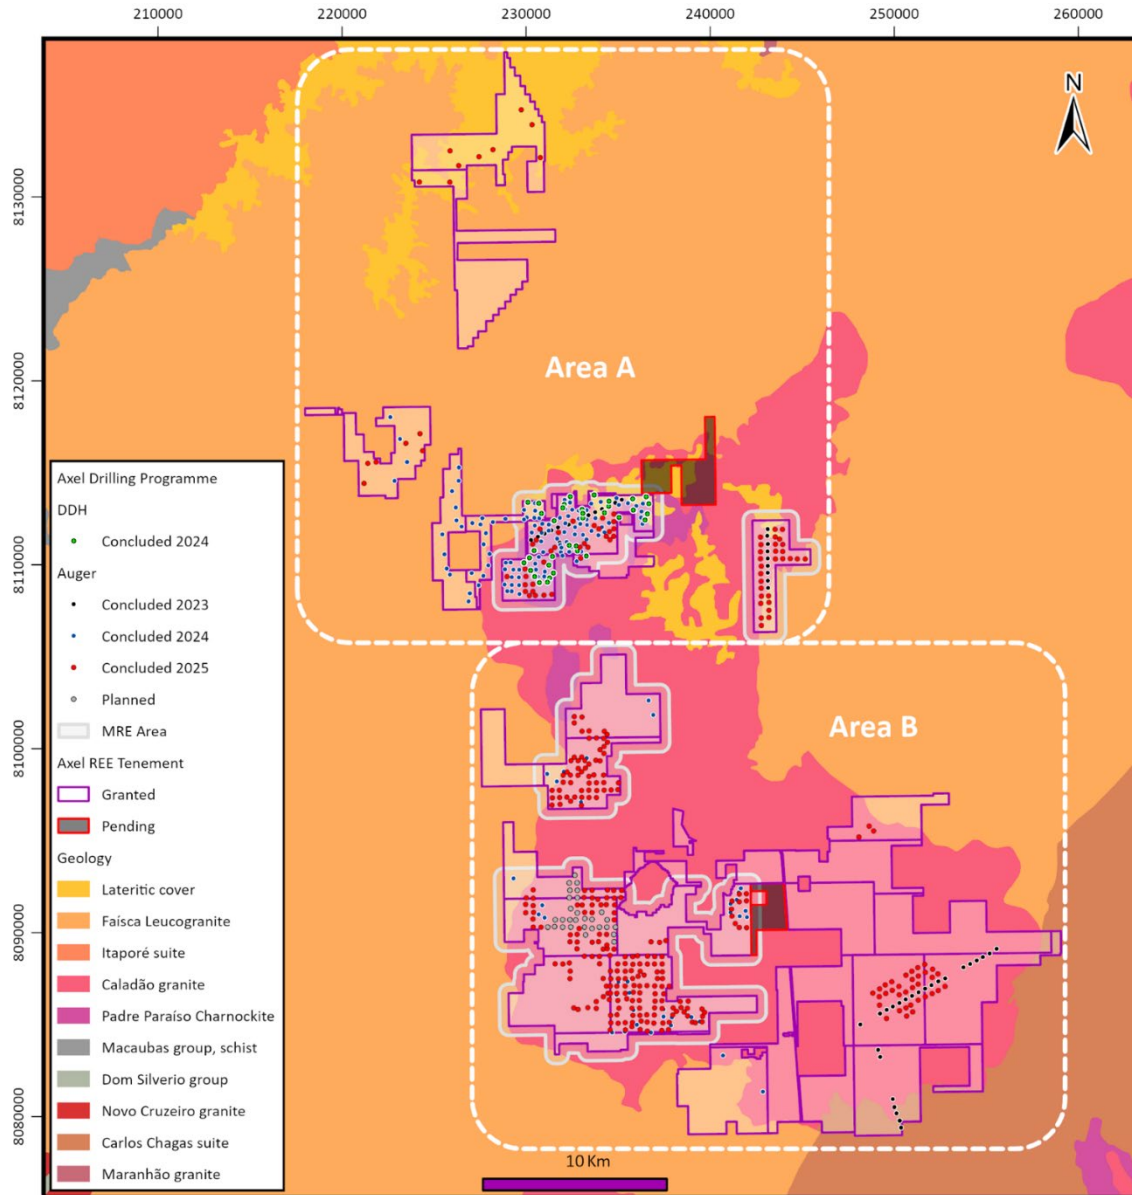 210000 220000 230000 240000 250000 260000
N
8130000
8120000
8110000
8100000
8090000
8080000
Area A
Area B
Axel Drilling Programme
DDH
Concluded 2024
Auger
Concluded 2023
Concluded 2024
Concluded 2025
Planned
MRE Area
Axel REE Tenement
Granted
Pending
Geology
Lateritic cover
Faísca Leucogranite
Itaporé suite
Caladão granite
Padre Paraíso Charnockite
Macaubas group, schist
Dom Silverio group
Novo Cruzeiro granite
Carlos Chagas suite
Maranhão granite
10 Km